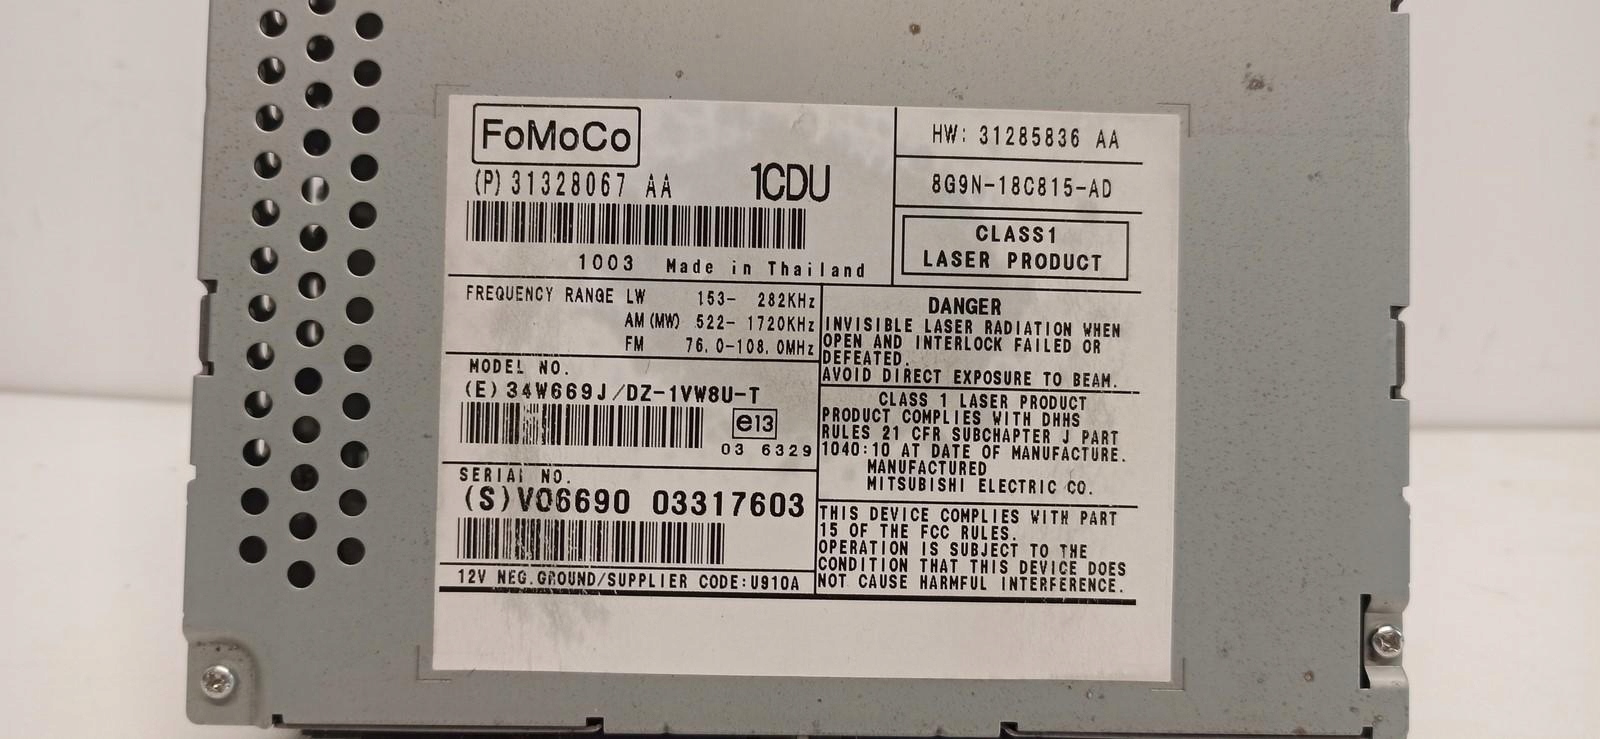 FoMoCo
(P) 31328067 AA 1CDU
1003 Made in Thailand
HW: 31285836 AA
8G9N-18C815-AD
CLASS1
LASER PRODUCT
FREQUENCY RANGE LW 153- 282KHz
AM (MW) 522- 1720KHz
FM 76.0-108.0MHz
MODEL NO.
(E) 34W669J/DZ-1VW8U-T
e13
03 6329
SERIAL NO.
(S) V06690 03317603
12V NEG.GROUND/SUPPLIER CODE:U910A
DANGER
INVISIBLE LASER RADIATION WHEN
OPEN AND INTERLOCK FAILED OR
DEFEATED.
AVOID DIRECT EXPOSURE TO BEAM.
CLASS 1 LASER PRODUCT
PRODUCT COMPLIES WITH DHHS
RULES 21 CFR SUBCHAPTER J PART
1040:10 AT DATE OF MANUFACTURE.
MANUFACTURED
MITSUBISHI ELECTRIC CO.
THIS DEVICE COMPLIES WITH PART
15 OF THE FCC RULES.
OPERATION IS SUBJECT TO THE
CONDITION THAT THIS DEVICE DOES
NOT CAUSE HARMFUL INTERFERENCE.